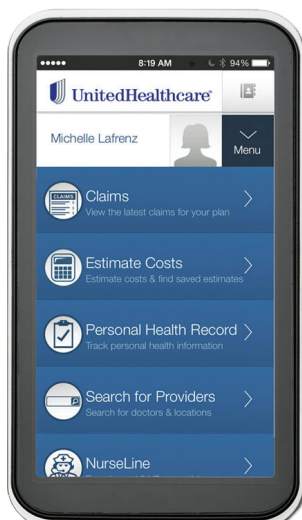 8:19 AM
94%
UnitedHealthcare®
Michelle Lafrenz
Menu
CLAIMS
Claims
View the latest claims for your plan
Estimate Costs
Estimate costs & find saved estimates
Personal Health Record
Track personal health information
Search for Providers
Search for doctors & locations
NurseLine